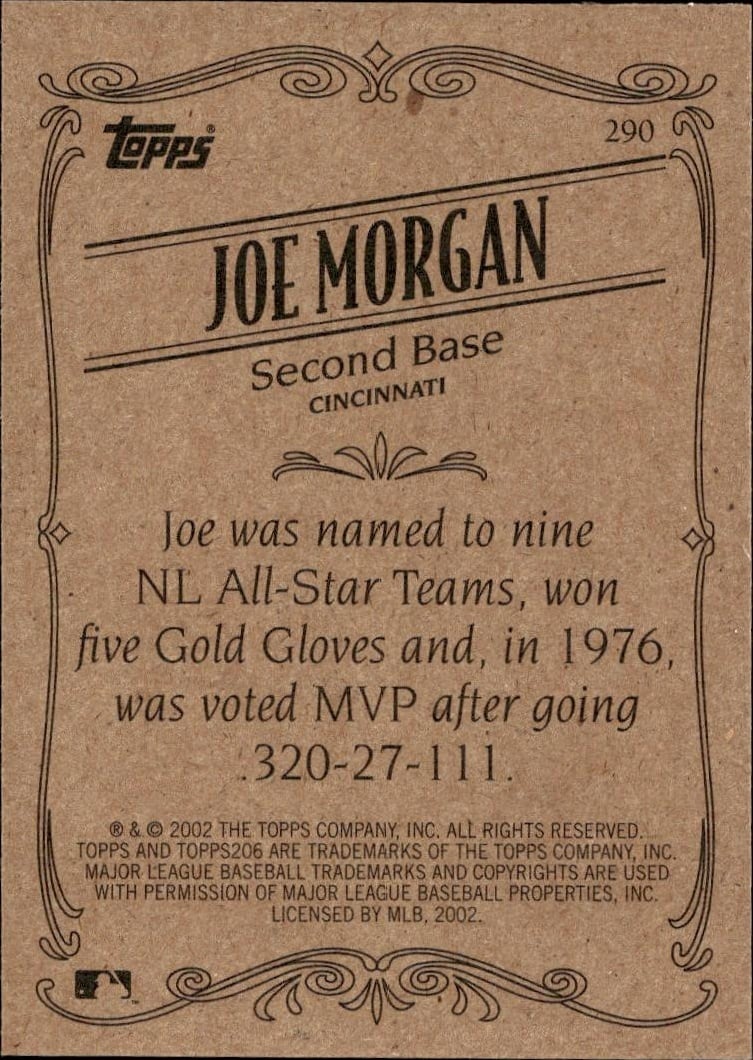 Topps®
290
JOE MORGAN
Second Base
CINCINNATI
Joe was named to nine
NL All-Star Teams, won
five Gold Gloves and, in 1976,
was voted MVP after going
.320-27-111.
® & © 2002 THE TOPPS COMPANY, INC. ALL RIGHTS RESERVED.
TOPPS AND TOPPS206 ARE TRADEMARKS OF THE TOPPS COMPANY, INC.
MAJOR LEAGUE BASEBALL TRADEMARKS AND COPYRIGHTS ARE USED
WITH PERMISSION OF MAJOR LEAGUE BASEBALL PROPERTIES, INC.
LICENSED BY MLB, 2002.